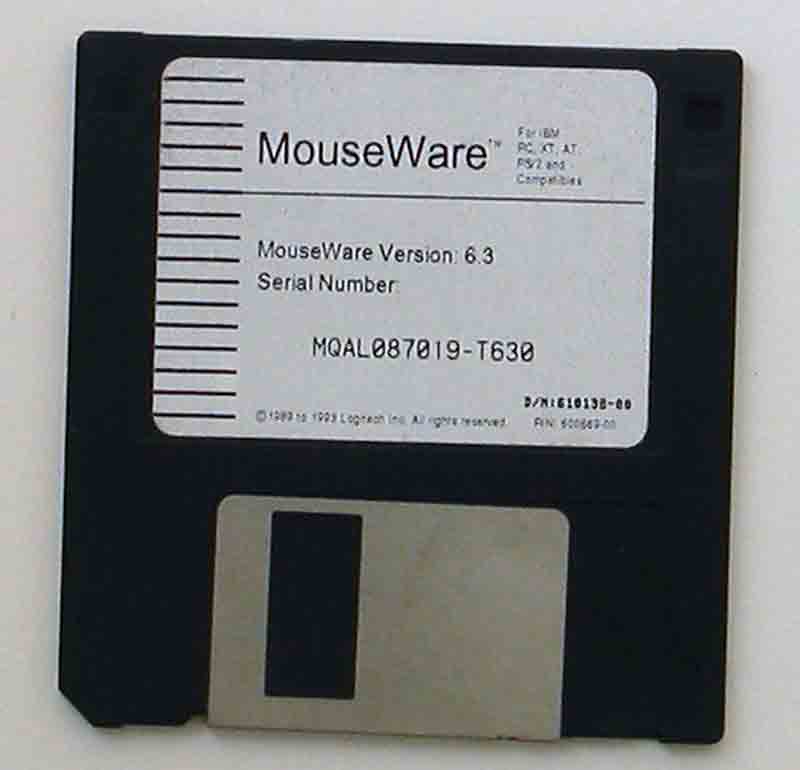 MouseWare™
For IBM
PC, XT, AT,
PS/2 and
Compatibles
MouseWare Version: 6.3
Serial Number:
MQAL087019-T630
D/N:610138-00
©1989 to 1993 Logitech Inc. All rights reserved. P/N: 600669-00